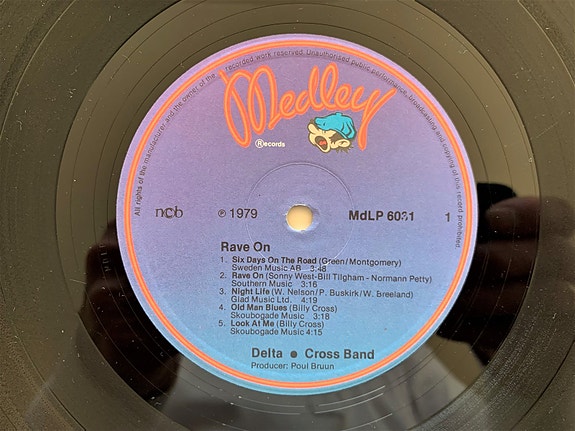 All rights of the manufacturer and the owner of the recorded work reserved. Unauthorised public performance, broadcasting and copying of this record prohibited
Medley
Records
ncb ℗ 1979 MdLP 6031 1
Rave On
1. Six Days On The Road (Green/Montgomery)
Sweden Music AB 3:48
2. Rave On (Sonny West-Bill Tilgham - Normann Petty)
Southern Music 3:16
3. Night Life (W. Nelson/P. Buskirk/W. Breeland)
Glad Music Ltd. 4:19
4. Old Man Blues (Billy Cross)
Skoubogade Music 3:18
5. Look At Me (Billy Cross)
Skoubogade Music 4:15
Delta ● Cross Band
Producer: Poul Bruun